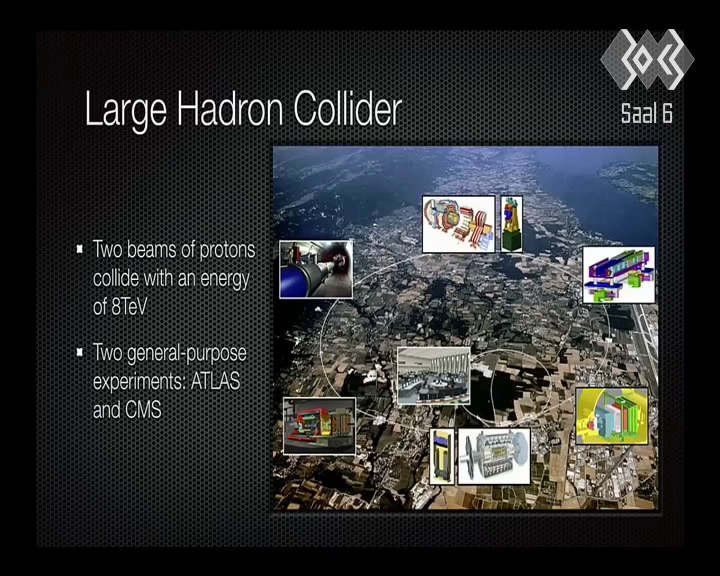 Saal 6
Large Hadron Collider
Two beams of protons
collide with an energy
of 8TeV
Two general-purpose
experiments: ATLAS
and CMS